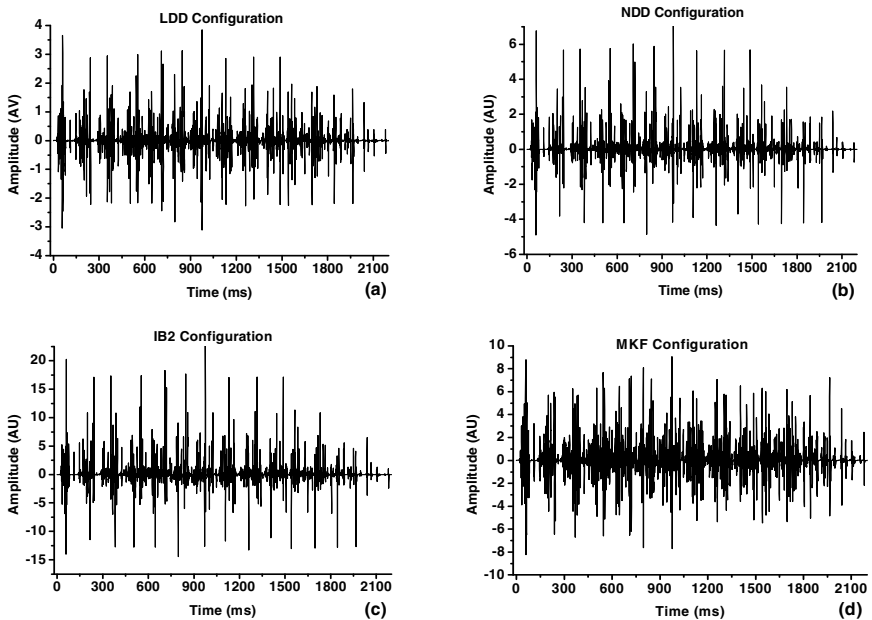 LDD Configuration
4
3
2
1
0
-1
-2
-3
-4
Amplitude (AV)
0 300 600 900 1200 1500 1800 2100
Time (ms)
(a)
NDD Configuration
6
4
2
0
-2
-4
-6
Amplitude (AU)
0 300 600 900 1200 1500 1800 2100
Time (ms)
(b)
IB2 Configuration
20
15
10
5
0
-5
-10
-15
Amplitude (AU)
0 300 600 900 1200 1500 1800 2100
Time (ms)
(c)
MKF Configuration
10
8
6
4
2
0
-2
-4
-6
-8
-10
Amplitude (AU)
0 300 600 900 1200 1500 1800 2100
Time (ms)
(d)